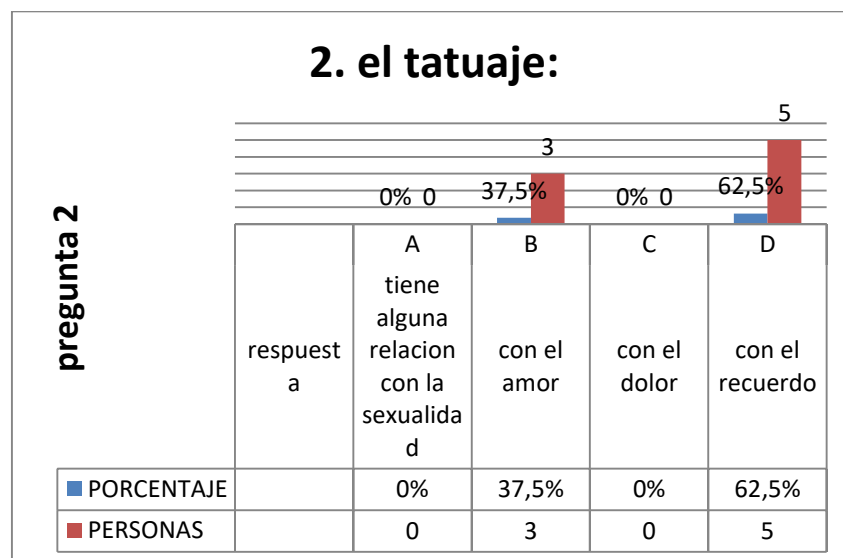 2. el tatuaje:
5
3
0% 0 37,5% 0% 0 62,5%
pregunta 2
A B C D
respuest
a
tiene
alguna
relacion
con la
sexualida
d
con el
amor
con el
dolor
con el
recuerdo
PORCENTAJE 0% 37,5% 0% 62,5%
PERSONAS 0 3 0 5